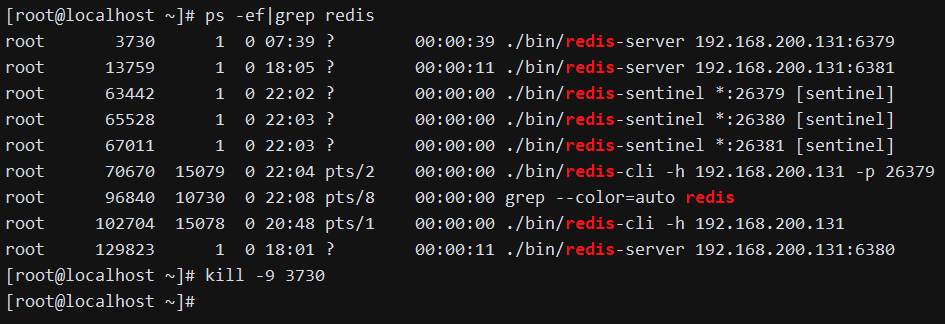 [root@localhost ~]# ps -ef|grep redis
root       3730      1  0 07:39 ?        00:00:39 ./bin/redis-server 192.168.200.131:6379
root      13759      1  0 18:05 ?        00:00:11 ./bin/redis-server 192.168.200.131:6381
root      63442      1  0 22:02 ?        00:00:00 ./bin/redis-sentinel *:26379 [sentinel]
root      65528      1  0 22:03 ?        00:00:00 ./bin/redis-sentinel *:26380 [sentinel]
root      67011      1  0 22:03 ?        00:00:00 ./bin/redis-sentinel *:26381 [sentinel]
root      70670  15079  0 22:04 pts/2    00:00:00 ./bin/redis-cli -h 192.168.200.131 -p 26379
root      96840  10730  0 22:08 pts/8    00:00:00 grep --color=auto redis
root     102704  15078  0 20:48 pts/1    00:00:00 ./bin/redis-cli -h 192.168.200.131
root     129823      1  0 18:01 ?        00:00:11 ./bin/redis-server 192.168.200.131:6380
[root@localhost ~]# kill -9 3730
[root@localhost ~]#